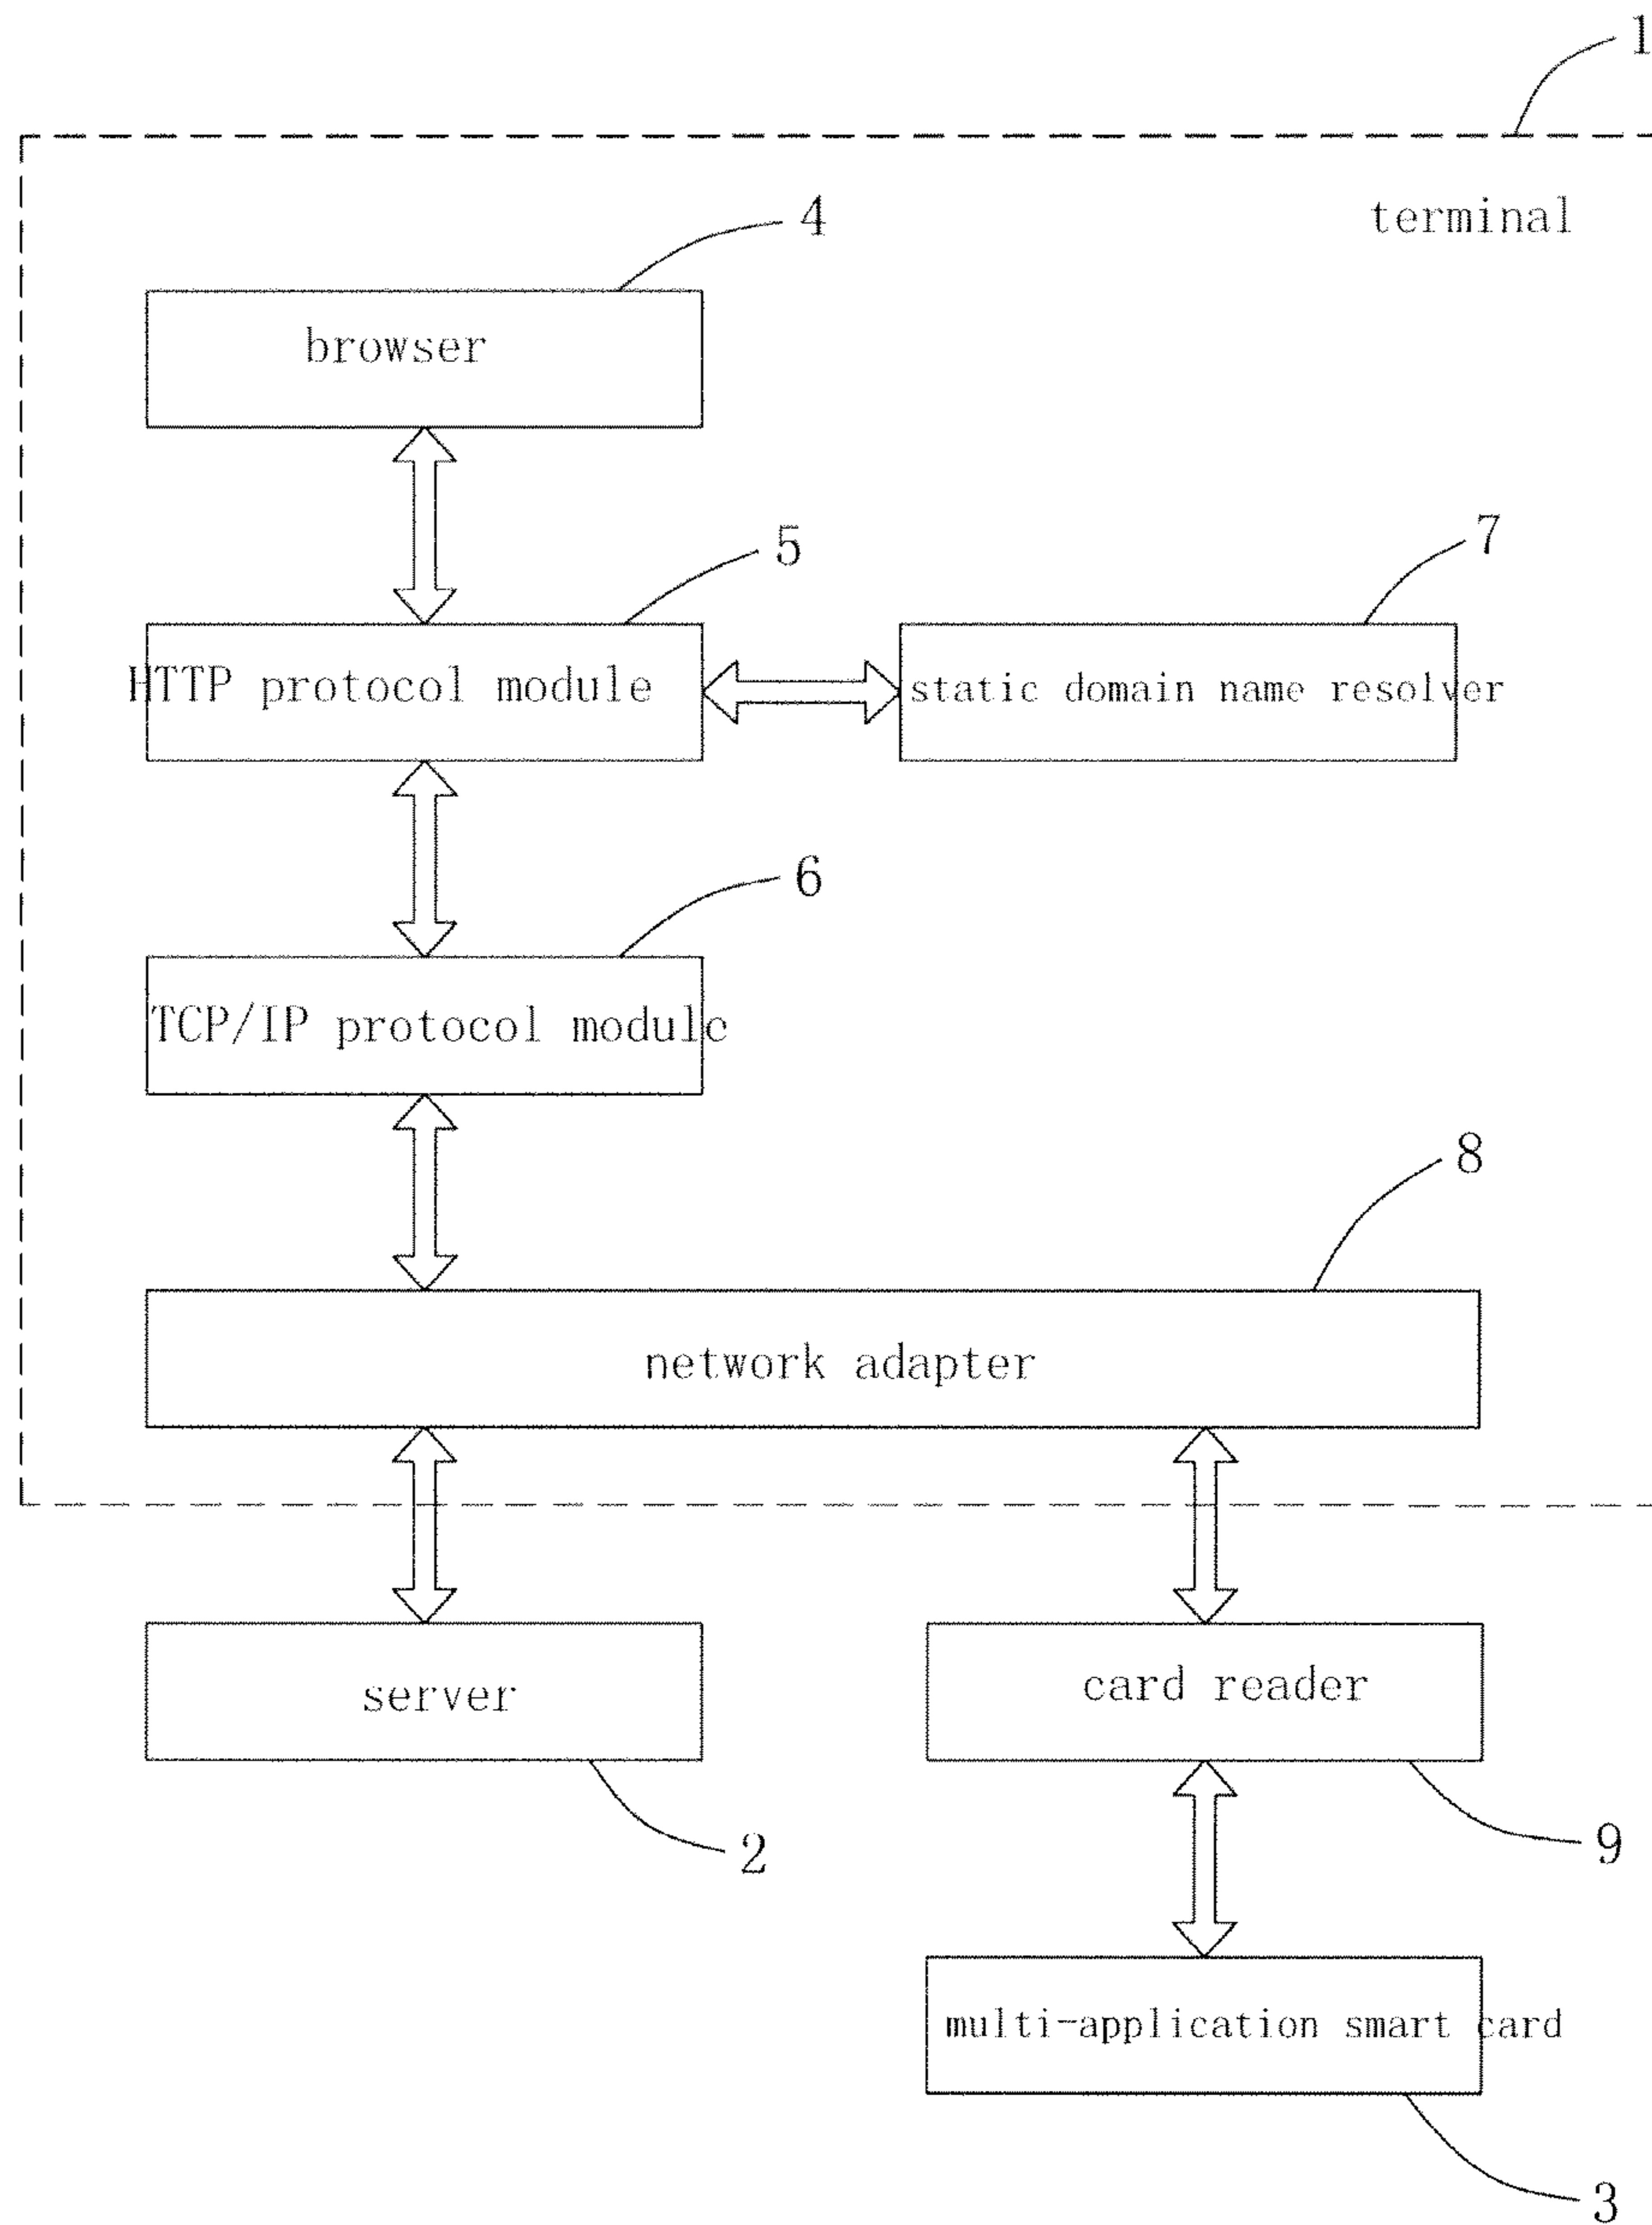 1
terminal
4
browser
5
7
HTTP protocol module
static domain name resolver
6
TCP/IP protocol module
8
network adapter
server
card reader
2
9
multi-application smart card
3